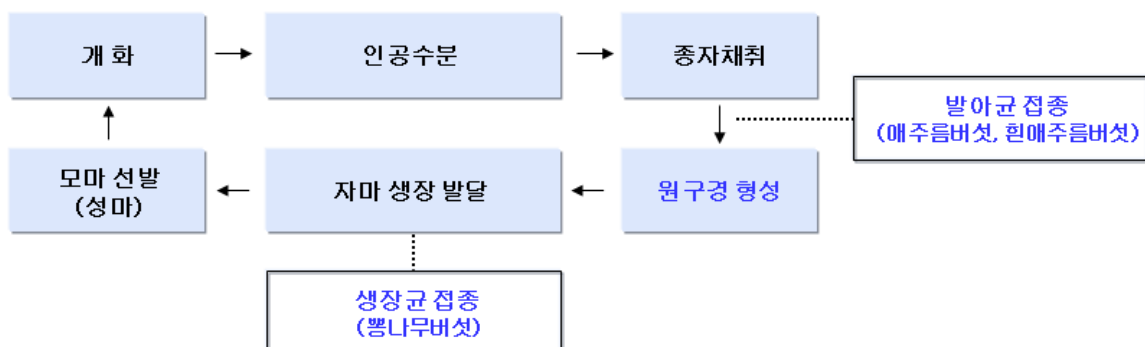 개 화
인공수분
종자채취
발아균 접종
(애주름버섯, 흰애주름버섯)
원구경 형성
자마 생장 발달
모마 선발
(성마)
생장균 접종
(뽕나무버섯)